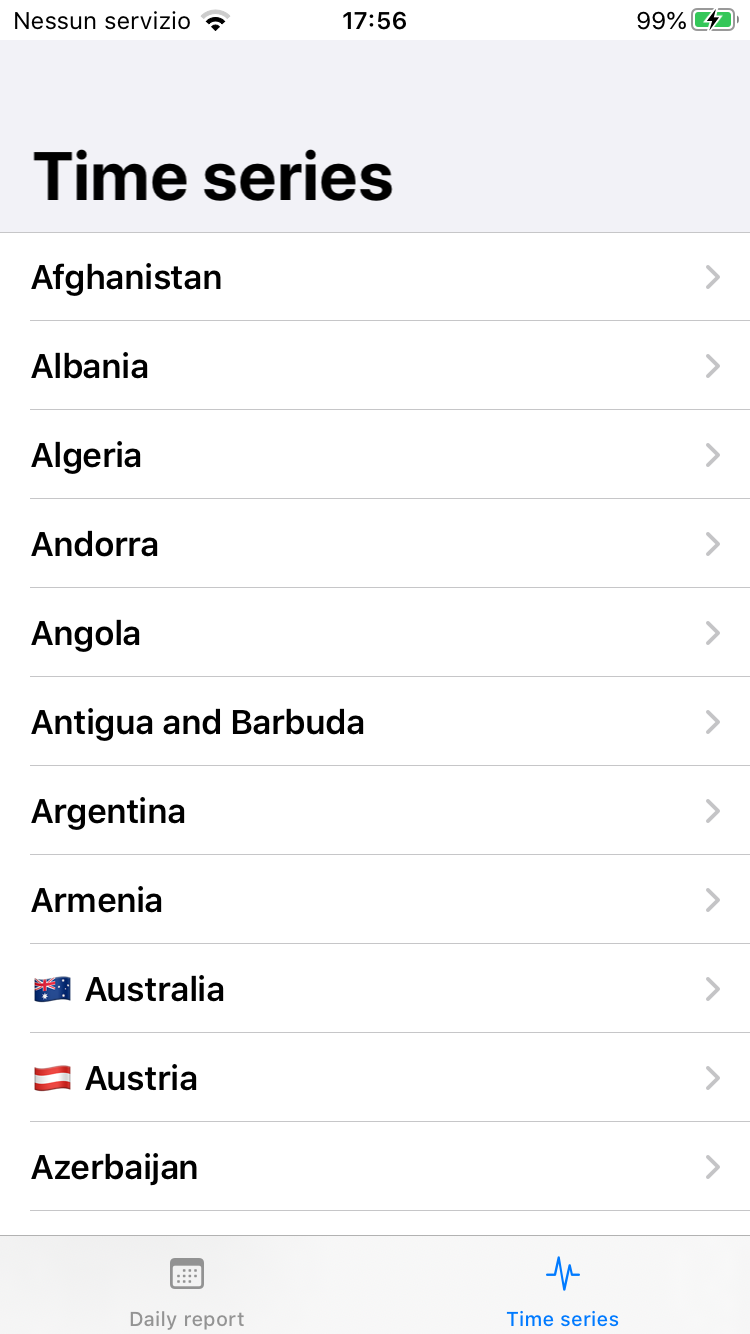 Nessun servizio 17:56 99%
Time series
Afghanistan
Albania
Algeria
Andorra
Angola
Antigua and Barbuda
Argentina
Armenia
Australia
Austria
Azerbaijan
Daily report Time series